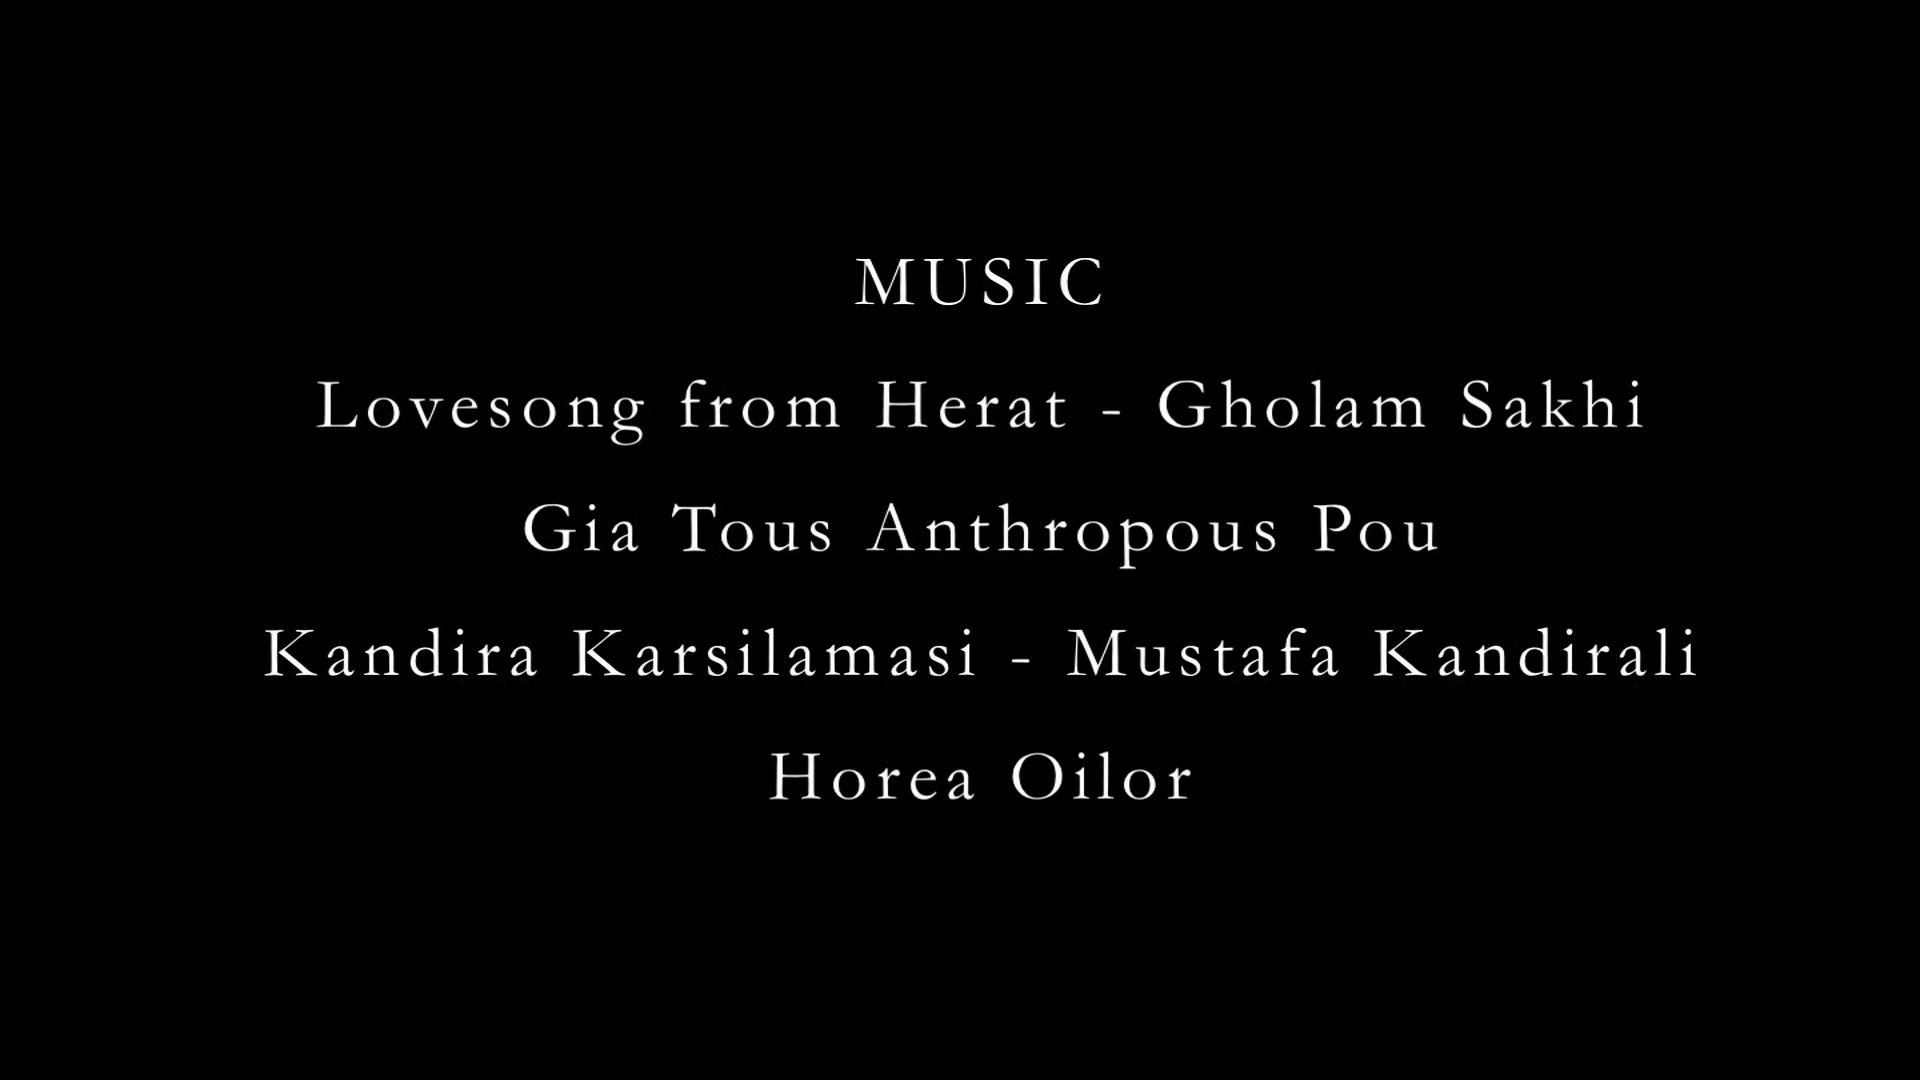 MUSIC
Lovesong from Herat - Gholam Sakhi
Gia Tous Anthropous Pou
Kandira Karsilamasi - Mustafa Kandirali
Horea Oilor